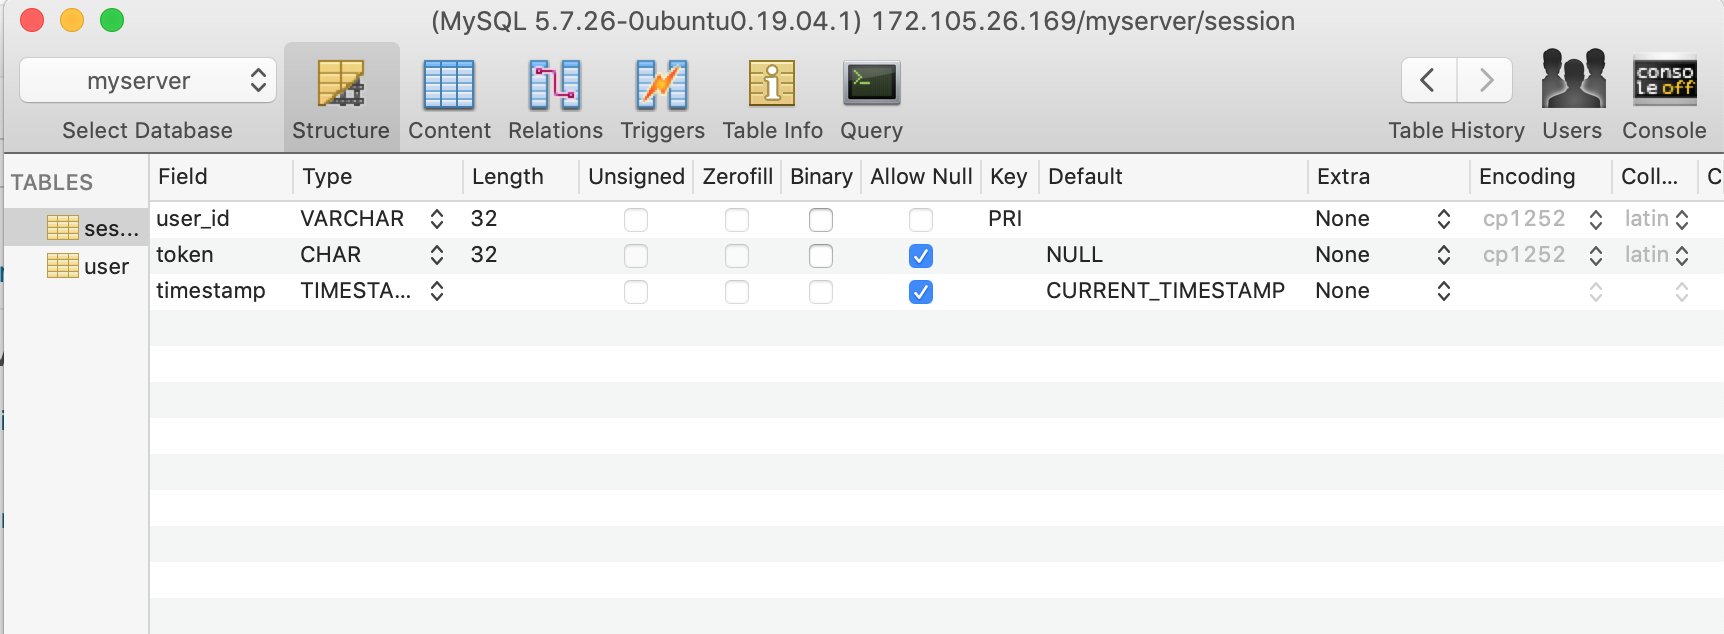 (MySQL 5.7.26-0ubuntu0.19.04.1) 172.105.26.169/myserver/session
myserver
conso
le off
Select Database Structure Content Relations Triggers Table Info Query Table History Users Console
TABLES Field Type Length Unsigned Zerofill Binary Allow Null Key Default Extra Encoding Coll... C
ses... user_id VARCHAR 32 PRI None cp1252 latin
user token CHAR 32 NULL None cp1252 latin
timestamp TIMESTA... CURRENT_TIMESTAMP None